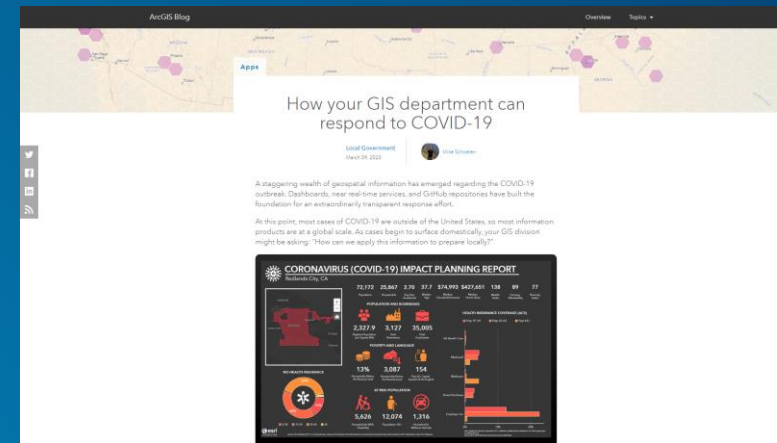 ArcGIS Blog
Overview Topics
Apps
How your GIS department can
respond to COVID-19
Local Government
March 09, 2020
Mike Schoelen
A staggering wealth of geospatial information has emerged regarding the COVID-19
outbreak. Dashboards, near real-time services, and GitHub repositories have built the
foundation for an extraordinarily transparent response effort.
At this point, most cases of COVID-19 are outside of the United States, so most information
products are at a global scale. As cases begin to surface domestically, your GIS division
might be asking: "How can we apply this information to prepare locally?"
CORONAVIRUS (COVID-19) IMPACT PLANNING REPORT
Redlands City, CA
72,172 25,867 2.70 37.7 $74,993 $427,651 138 89 77
POPULATION AND BUSINESSES
2,327.9 3,127 35,005
POVERTY AND LANGUAGE
13% 3,087 154
AT RISK POPULATION
5,626 12,074 1,316
NO HEALTH INSURANCE
HEALTH INSURANCE COVERAGE (ACS)
esri